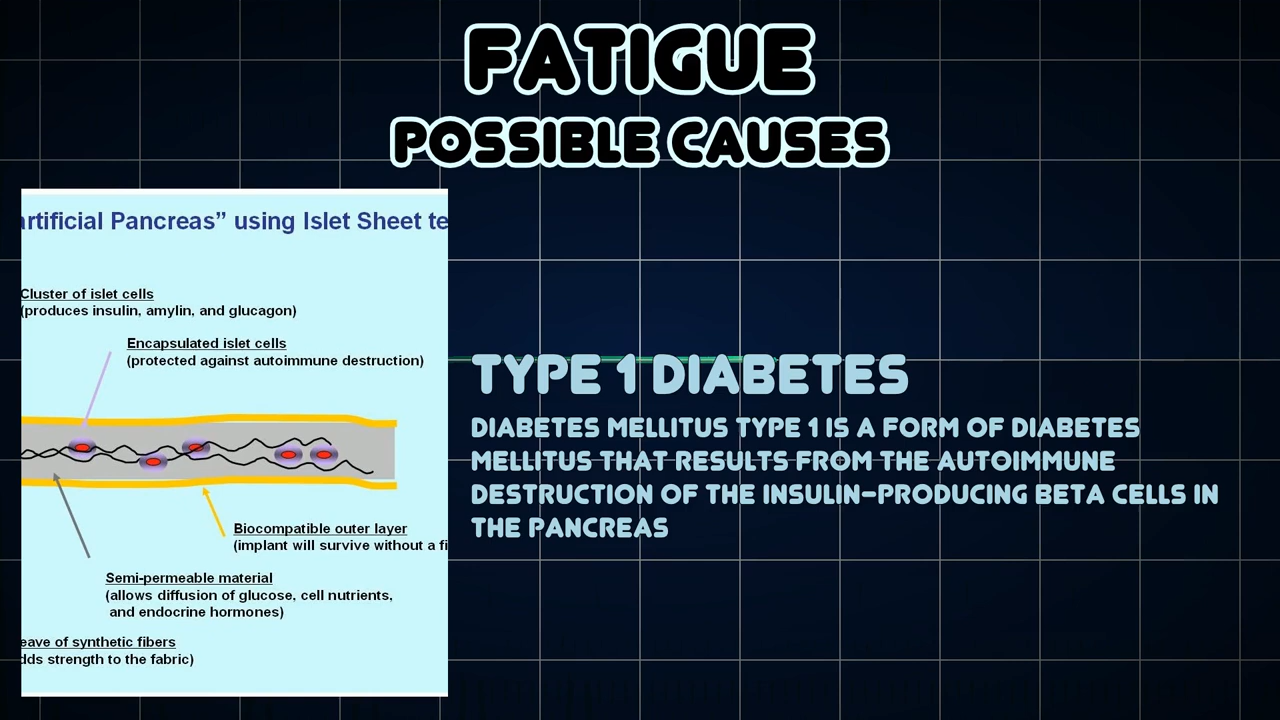 FATIGUE
POSSIBLE CAUSES
artificial Pancreas” using Islet Sheet te
Cluster of islet cells
(produces insulin, amylin, and glucagon)
Encapsulated islet cells
(protected against autoimmune destruction)
Biocompatible outer layer
(implant will survive without a fi
Semi-permeable material
(allows diffusion of glucose, cell nutrients,
and endocrine hormones)
eave of synthetic fibers
dds strength to the fabric)
TYPE 1 DIABETES
DIABETES MELLITUS TYPE 1 IS A FORM OF DIABETES
MELLITUS THAT RESULTS FROM THE AUTOIMMUNE
DESTRUCTION OF THE INSULIN-PRODUCING BETA CELLS IN
THE PANCREAS